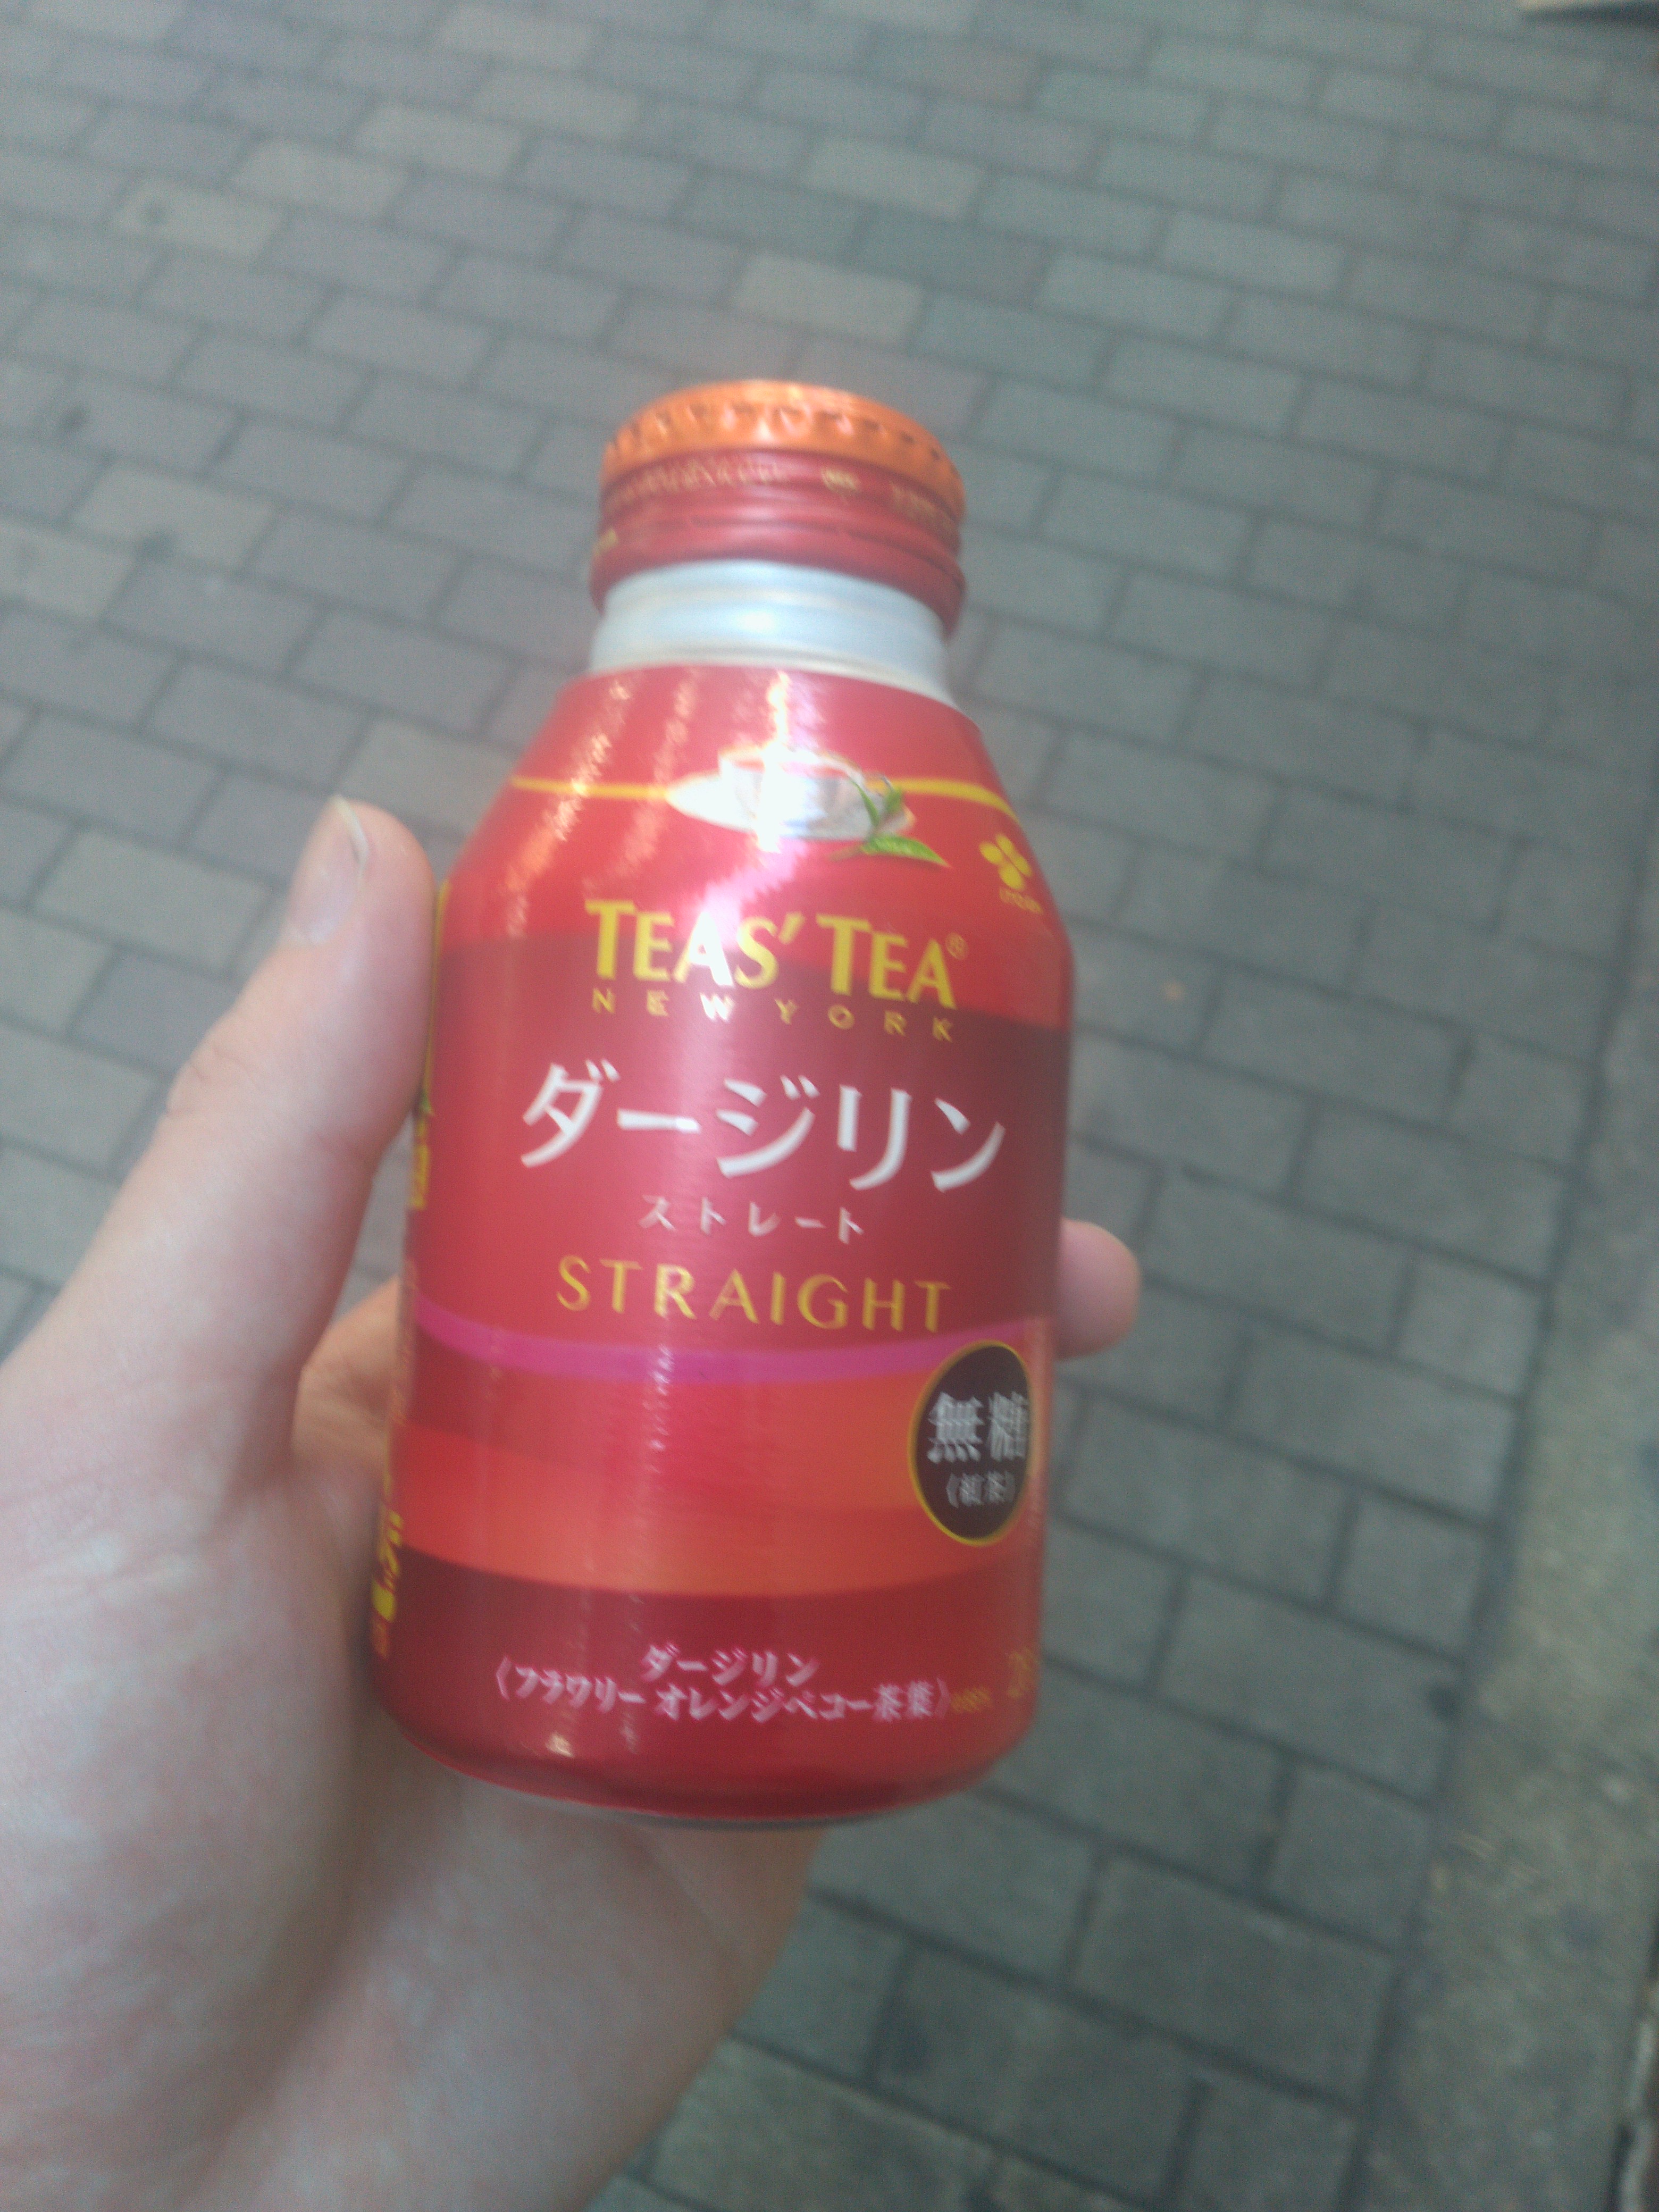 TEAS' TEA®
NEW YORK
ダージリン
ストレート
STRAIGHT
無糖
《紅茶》
ダージリン
《フラワリー オレンジペコー茶葉》